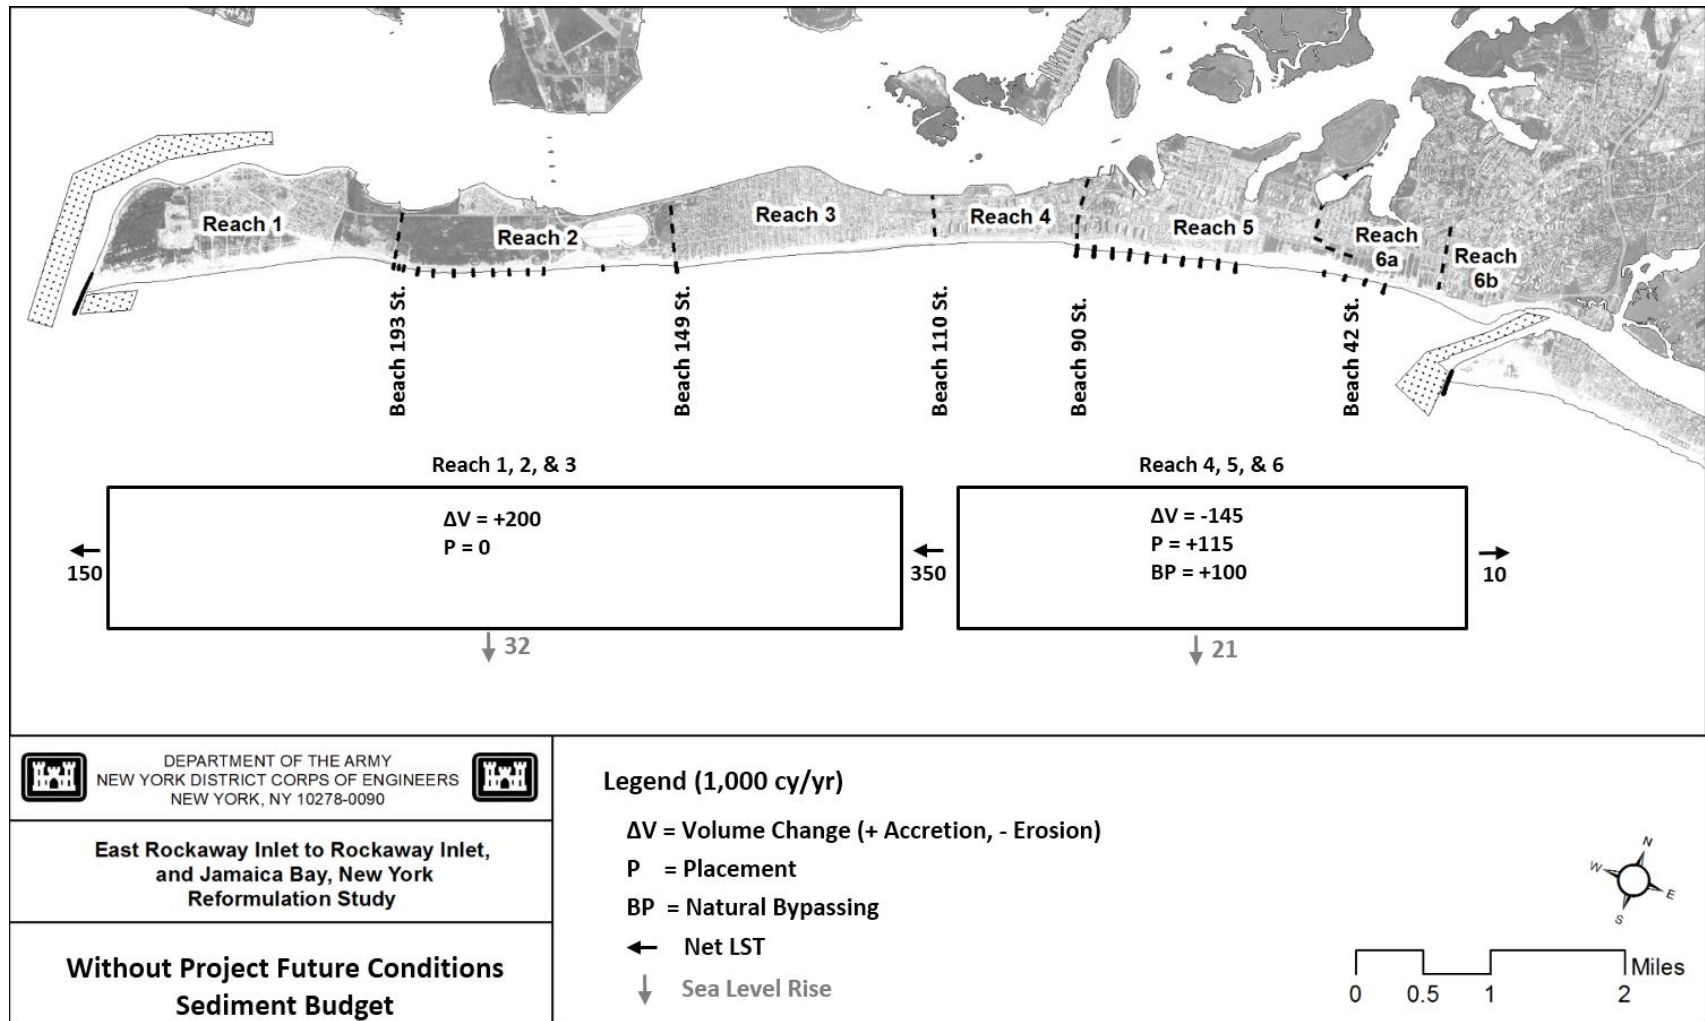 Reach 1
Reach 2
Reach 3
Reach 4
Reach 5
Reach
6a
Reach
6b
Beach 193 St.
Beach 149 St.
Beach 110 St.
Beach 90 St.
Beach 42 St.
Reach 1, 2, & 3
ΔV = +200
P = 0
150
32
350
Reach 4, 5, & 6
ΔV = -145
P = +115
BP = +100
10
21
DEPARTMENT OF THE ARMY
NEW YORK DISTRICT CORPS OF ENGINEERS
NEW YORK, NY 10278-0090
East Rockaway Inlet to Rockaway Inlet,
and Jamaica Bay, New York
Reformulation Study
Without Project Future Conditions
Sediment Budget
Legend (1,000 cy/yr)
ΔV = Volume Change (+ Accretion, - Erosion)
P = Placement
BP = Natural Bypassing
Net LST
Sea Level Rise
N
W
E
S
Miles
0 0.5 1 2